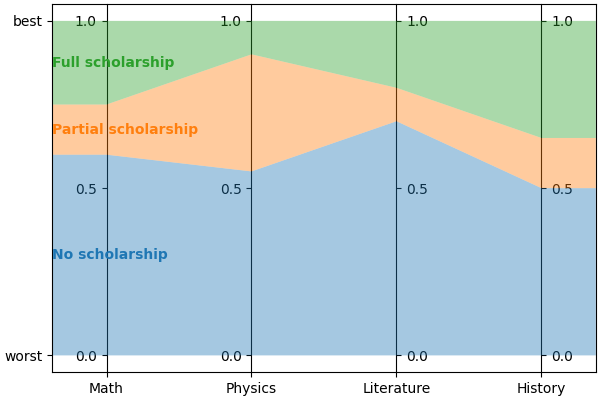 best 1.0 1.0 1.0 1.0
Full scholarship
Partial scholarship
0.5 0.5 0.5 0.5
No scholarship
worst 0.0 0.0 0.0 0.0
Math Physics Literature History